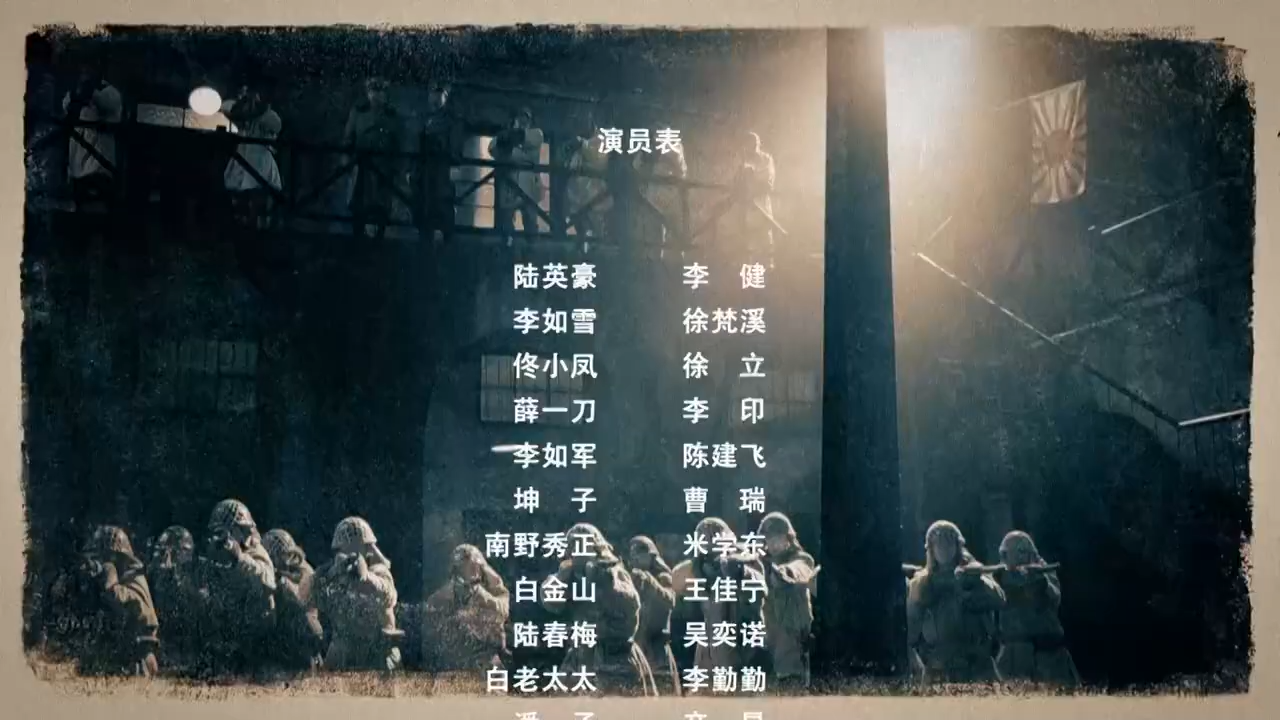 演员表
陆英豪 李健
李如雪 徐梵溪
佟小凤 徐立
薛一刀 李印
李如军 陈建飞
坤子 曹瑞
南野秀正 米学东
白金山 王佳宁
陆春梅 吴奕诺
白老太太 李勤勤